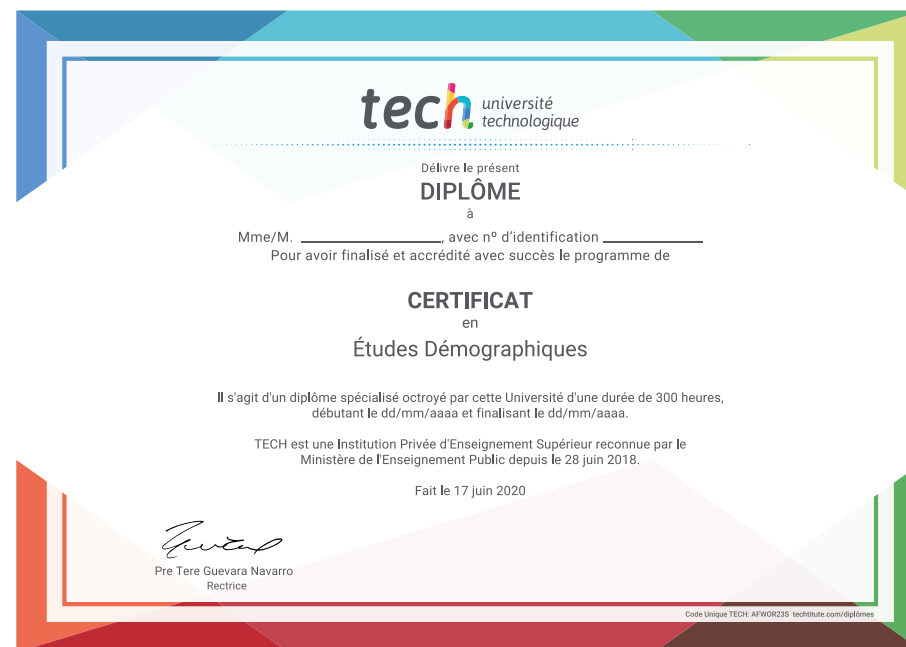 tech université
technologique
Délivre le présent
DIPLÔME
à
Mme/M. ____________________, avec nº d'identification ______________
Pour avoir finalisé et accrédité avec succès le programme de
CERTIFICAT
en
Études Démographiques
Il s'agit d'un diplôme spécialisé octroyé par cette Université d'une durée de 300 heures,
débutant le dd/mm/aaaa et finalisant le dd/mm/aaaa.
TECH est une Institution Privée d'Enseignement Supérieur reconnue par le
Ministère de l'Enseignement Public depuis le 28 juin 2018.
Fait le 17 juin 2020
Pre Tere Guevara Navarro
Rectrice
Code Unique TECH: AFWOR23S techtitute.com/diplômes